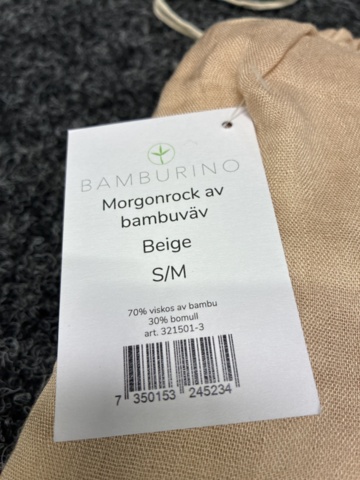 BAMBURINO
Morgonrock av
bambuväv
Beige
S/M
70% viskos av bambu
30% bomull
art. 321501-3
7 350153 245234